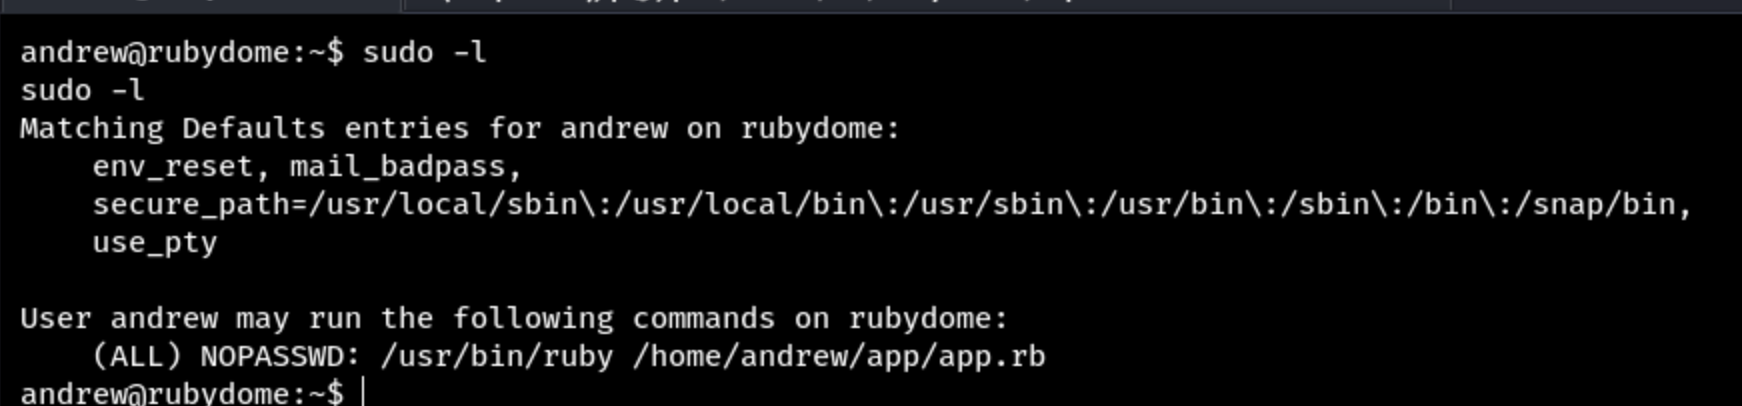 andrew@rubydome:~$ sudo -l
sudo -l
Matching Defaults entries for andrew on rubydome:
    env_reset, mail_badpass,
    secure_path=/usr/local/sbin\:/usr/local/bin\:/usr/sbin\:/usr/bin\:/sbin\:/bin\:/snap/bin,
    use_pty

User andrew may run the following commands on rubydome:
    (ALL) NOPASSWD: /usr/bin/ruby /home/andrew/app/app.rb
andrew@rubydome:~$